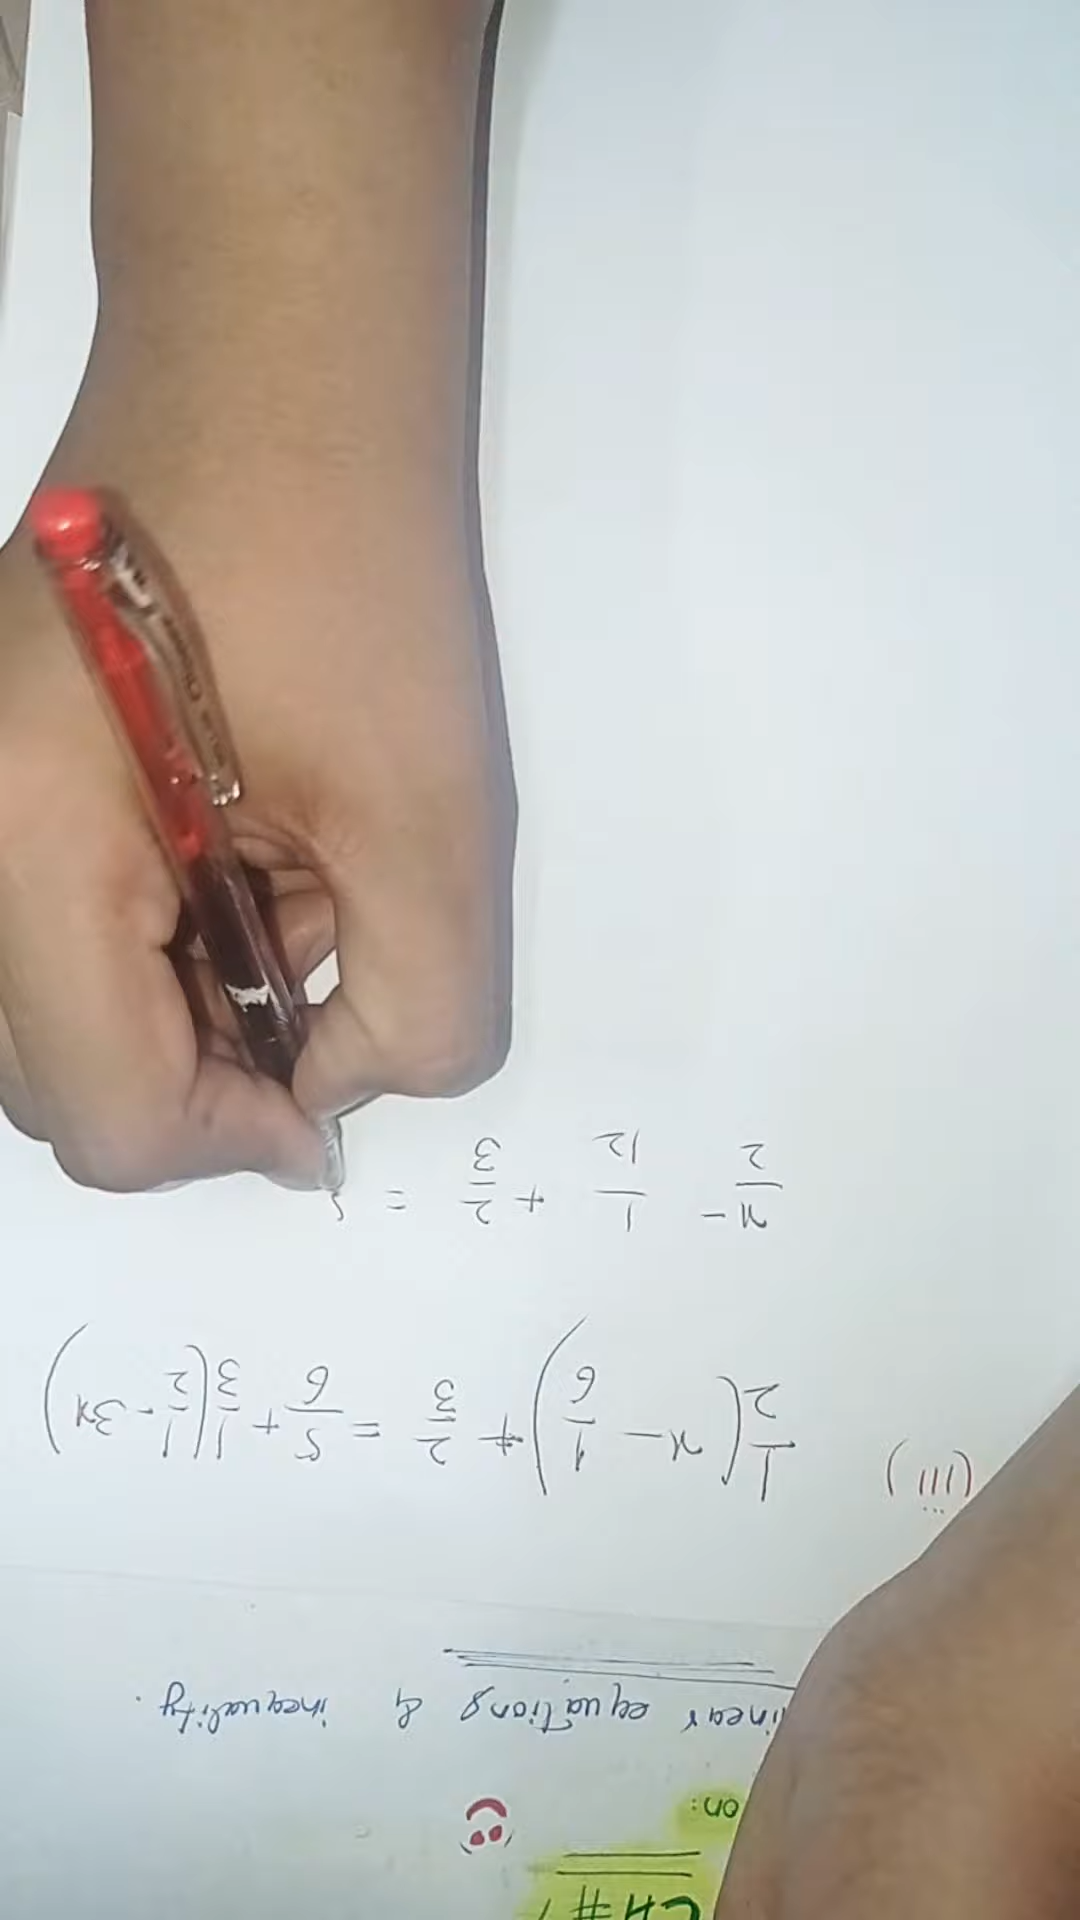 CH #
on:
linear equations & inequality.
(iii) 1/2 (x - 1/6) + 2/3 = 5/6 + 1/3 (1/2 - 3x)
x/2 - 1/12 + 2/3 = 5